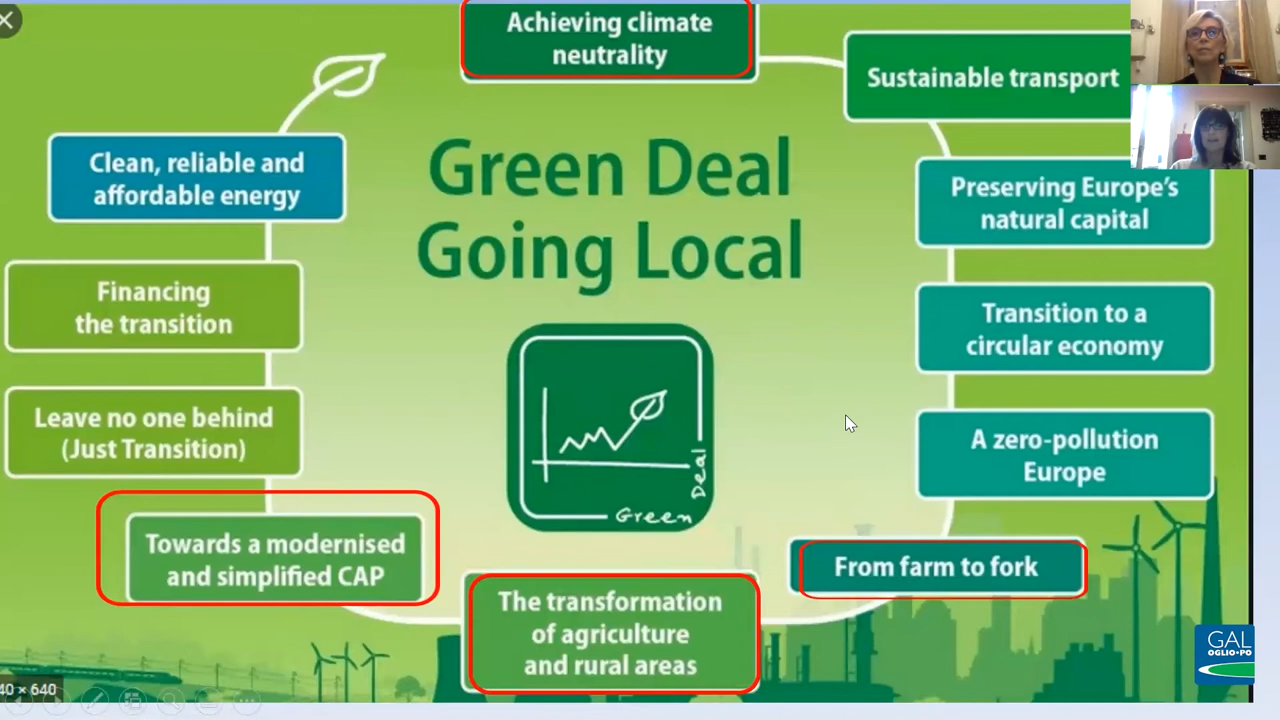 Achieving climate
neutrality
Sustainable transport
Clean, reliable and
affordable energy
Green Deal
Going Local
Preserving Europe's
natural capital
Financing
the transition
Transition to a
circular economy
Leave no one behind
(Just Transition)
A zero-pollution
Europe
Deal
Green
Towards a modernised
and simplified CAP
From farm to fork
The transformation
of agriculture
and rural areas
GAL
OGLIO·PO
40 × 640